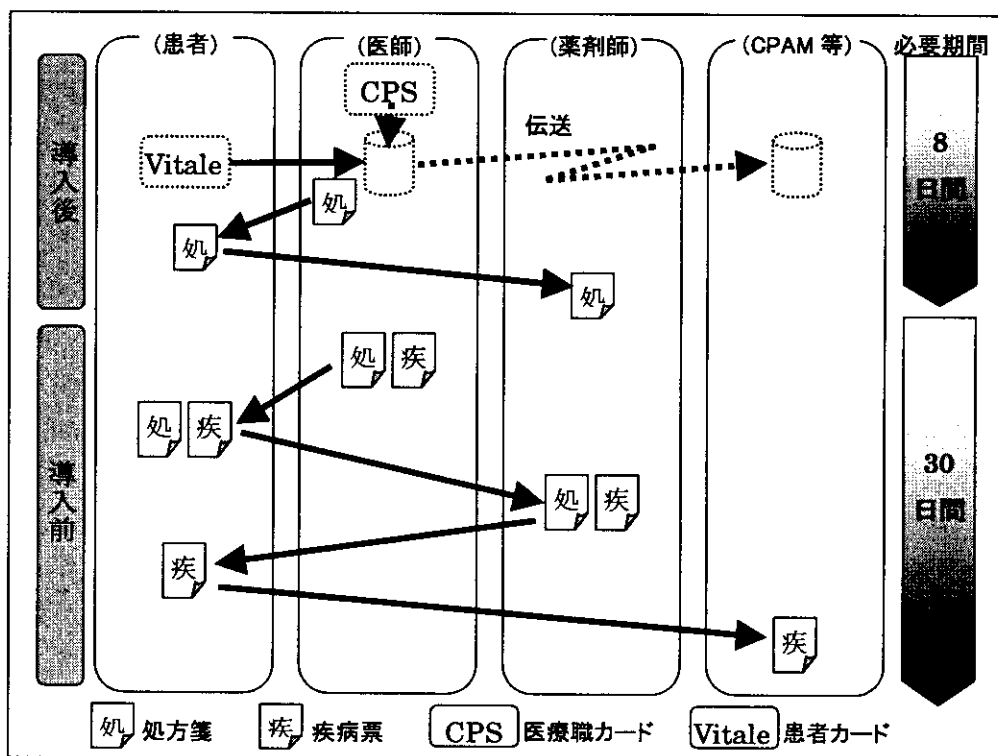 (患者) (医師) (薬剤師) (CPAM 等) 必要期間
導入後
CPS
伝送
Vitale
8
日間
処
処
処
導入前
処 疾
処 疾
30
日間
処 疾
疾
疾
処 処方箋 疾 疾病票 CPS 医療職カード Vitale 患者カード